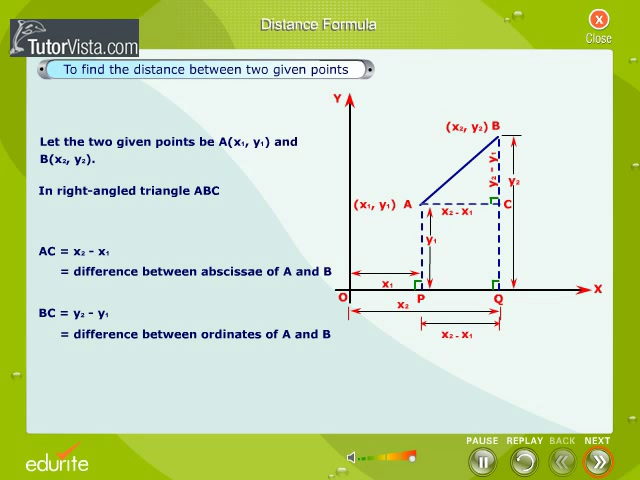 Distance Formula
X
Close
TutorVista.com
To find the distance between two given points
Let the two given points be A(x₁, y₁) and
B(x₂, y₂).
In right-angled triangle ABC
AC = x₂ - x₁
= difference between abscissae of A and B
BC = y₂ - y₁
= difference between ordinates of A and B
Y
(x₂, y₂) B
y₂ - y₁
y₂
(x₁, y₁) A
x₂ - x₁
C
y₁
x₁
X
O
P
Q
x₂
x₂ - x₁
PAUSE REPLAY BACK NEXT
edurite